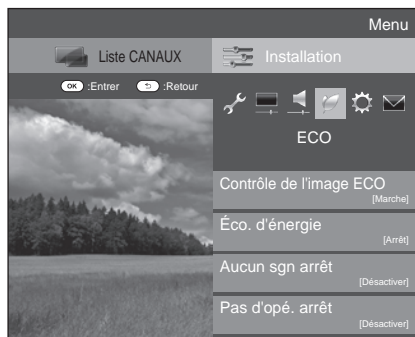 Menu
Liste CANAUX
Installation
OK :Entrer :Retour
ECO
Contrôle de l'image ECO
[Marche]
Éco. d'énergie
[Arrêt]
Aucun sgn arrêt
[Désactiver]
Pas d'opé. arrêt
[Désactiver]